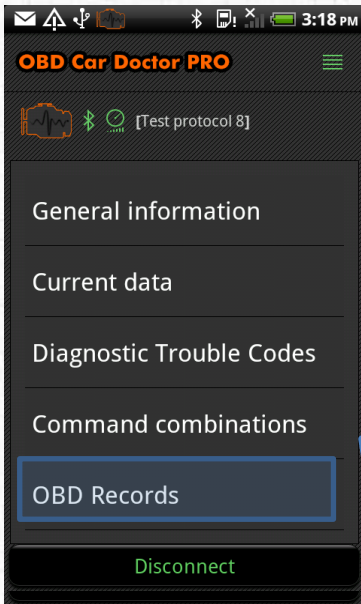 3:18 PM
OBD Car Doctor PRO
[Test protocol 8]
General information
Current data
Diagnostic Trouble Codes
Command combinations
OBD Records
Disconnect